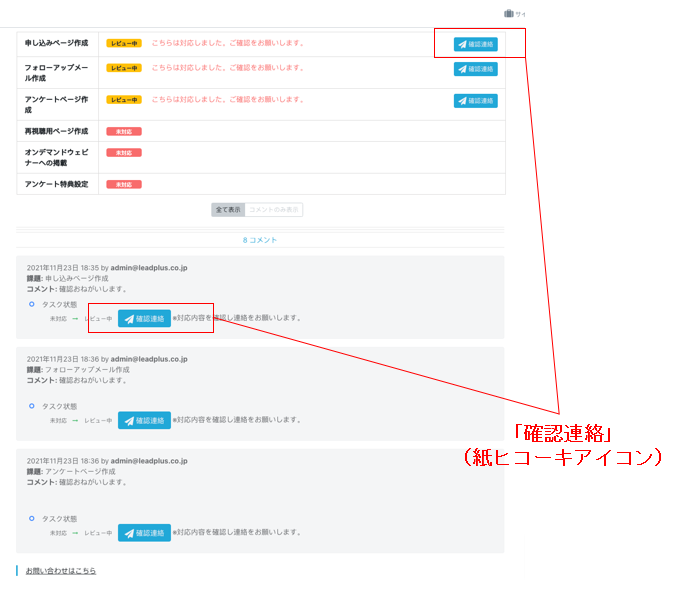 サイ
申し込みページ作成 レビュー中 こちらは対応しました。ご確認をお願いします。 確認連絡
フォローアップメー
ル作成 レビュー中 確認連絡
アンケートページ作
成 レビュー中 こちらは対応しました。ご確認をお願いします。 確認連絡
再視聴用ページ作成 未対応
オンデマンドウェビ
ナーへの掲載 未対応
アンケート特典設定 未対応
全て表示 コメントのみ表示
8 コメント
2021年11月23日 18:35 by admin@leadplus.co.jp
課題: 申し込みページ作成
コメント: 確認おねがいします。
タスク状態
未対応 → レビュー中 確認連絡 ※対応内容を確認し連絡をお願いします。
2021年11月23日 18:36 by admin@leadplus.co.jp
課題: フォローアップメール作成
コメント: 確認おねがいします。
タスク状態
未対応 → レビュー中 確認連絡 ※対応内容を確認し連絡をお願いします。
2021年11月23日 18:36 by admin@leadplus.co.jp
課題: アンケートページ作成
コメント: 確認おねがいします。
タスク状態
未対応 → レビュー中 確認連絡 ※対応内容を確認し連絡をお願いします。
お問い合わせはこちら
「確認連絡」
（紙ヒコーキアイコン）